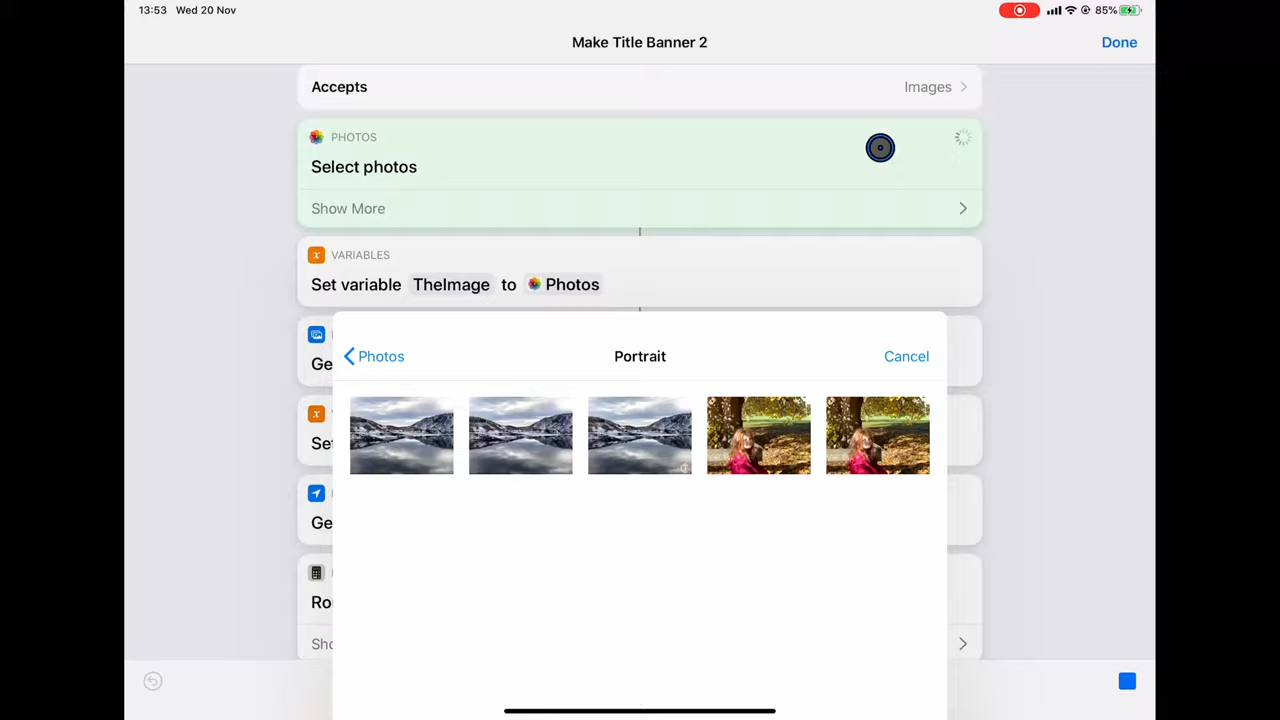 13:53 Wed 20 Nov 85%
Make Title Banner 2 Done
Accepts Images
PHOTOS
Select photos
Show More
VARIABLES
Set variable TheImage to Photos
Photos Portrait Cancel
Ge
Set
Ge
Ro
Sho